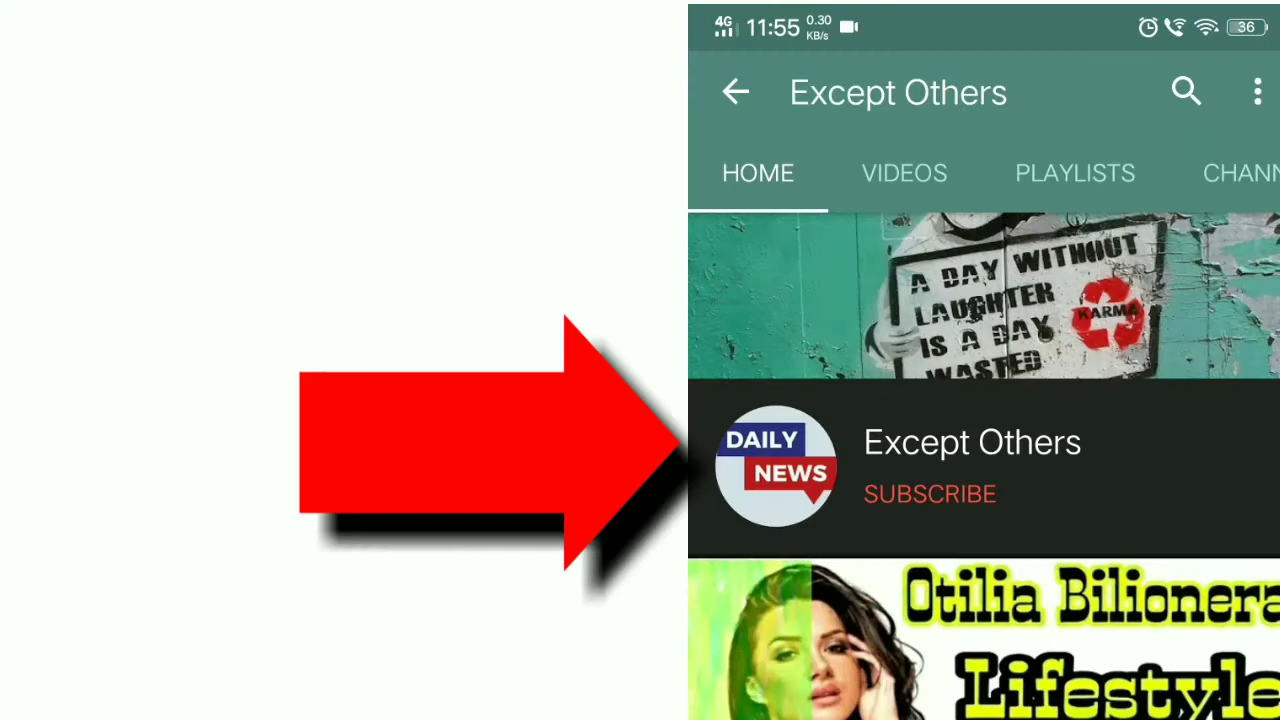 4G 11:55 0.30 KB/s 36
Except Others
HOME VIDEOS PLAYLISTS CHANN
A DAY WITHOUT
LAUGHTER
IS A DAY
WASTED
KARMA
DAILY
NEWS
Except Others
SUBSCRIBE
Otilia Bilionera
Lifestyle